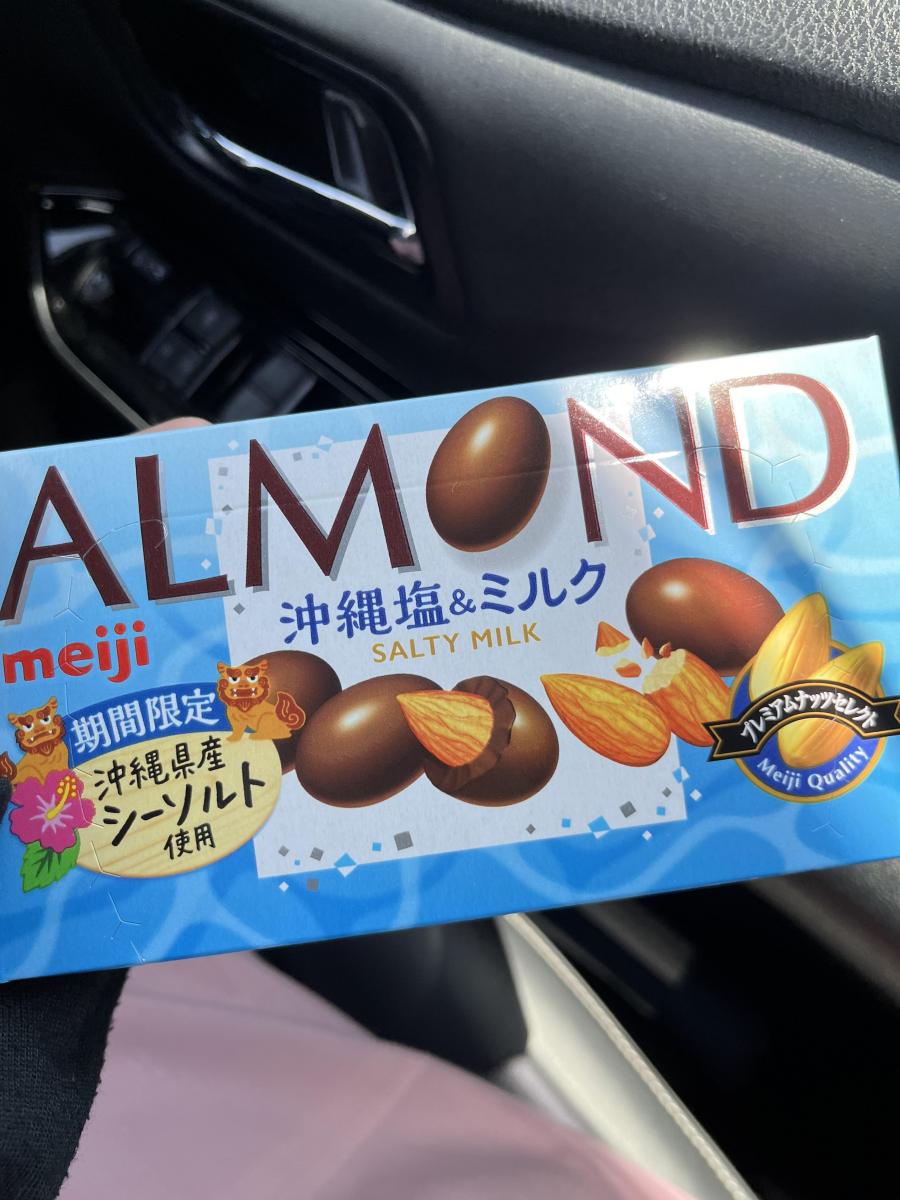 ALMOND
沖縄塩&ミルク
SALTY MILK
meiji
期間限定
沖縄県産
シーソルト
使用
プレミアムナッツ・セレクト
Meiji Quality